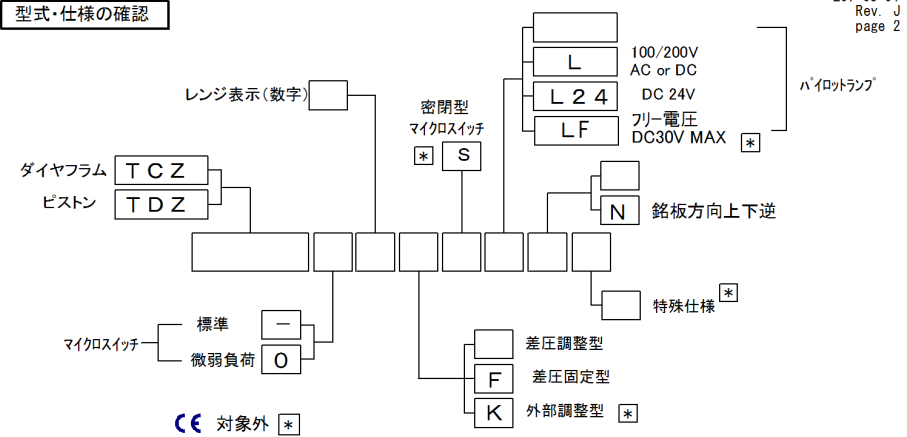 型式・仕様の確認
Rev. J
page 2
レンジ表示(数字)
密閉型
マイクロスイッチ
* S
L 100/200V
AC or DC
L24 DC 24V
LF フリー電圧
DC30V MAX *
パイロットランプ
ダイヤフラム TCZ
ピストン TDZ
N 銘板方向上下逆
特殊仕様 *
マイクロスイッチ
標準 −
微弱負荷 0
差圧調整型
F 差圧固定型
K 外部調整型 *
CE 対象外 *